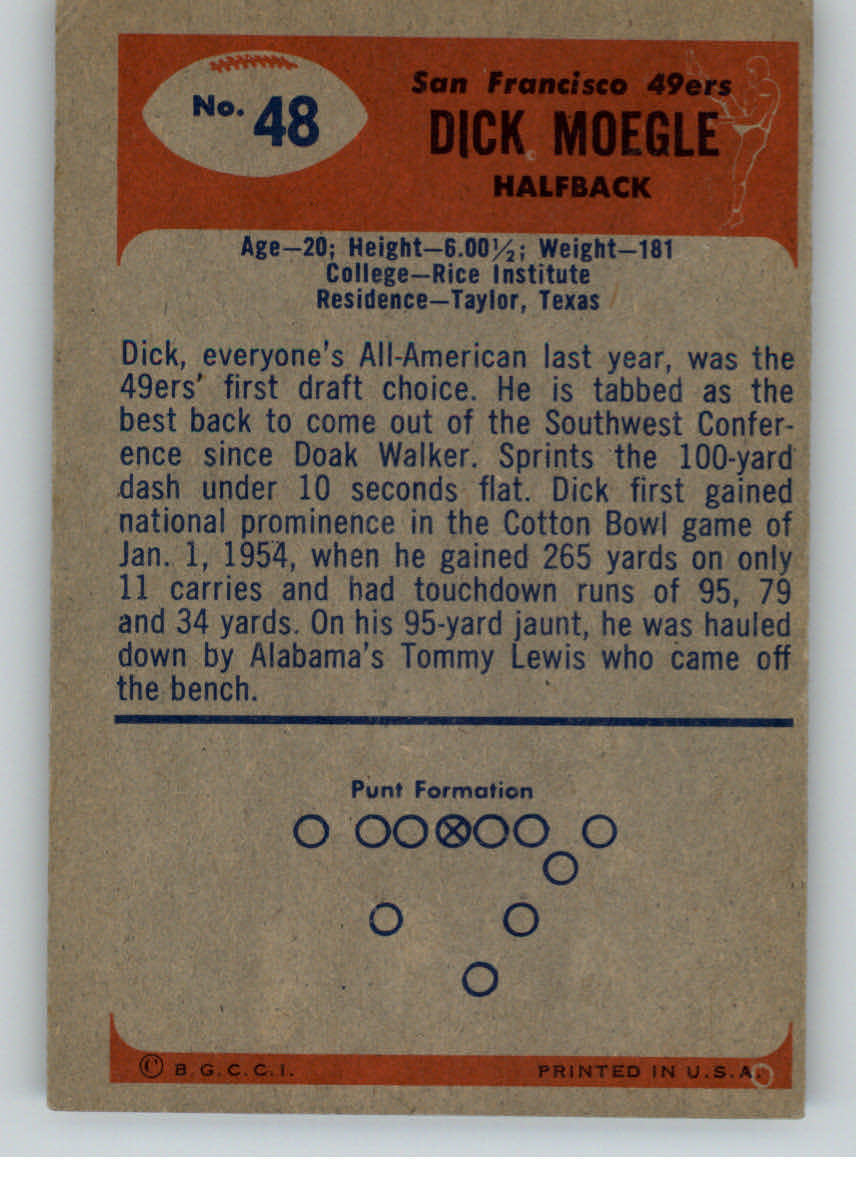 No. 48
San Francisco 49ers
DICK MOEGLE
HALFBACK
Age—20; Height—6.00½; Weight—181
College—Rice Institute
Residence—Taylor, Texas
Dick, everyone's All-American last year, was the
49ers' first draft choice. He is tabbed as the
best back to come out of the Southwest Confer-
ence since Doak Walker. Sprints the 100-yard
dash under 10 seconds flat. Dick first gained
national prominence in the Cotton Bowl game of
Jan. 1, 1954, when he gained 265 yards on only
11 carries and had touchdown runs of 95, 79
and 34 yards. On his 95-yard jaunt, he was hauled
down by Alabama's Tommy Lewis who came off
the bench.
Punt Formation
© B.G.C.C.I.
PRINTED IN U.S.A.